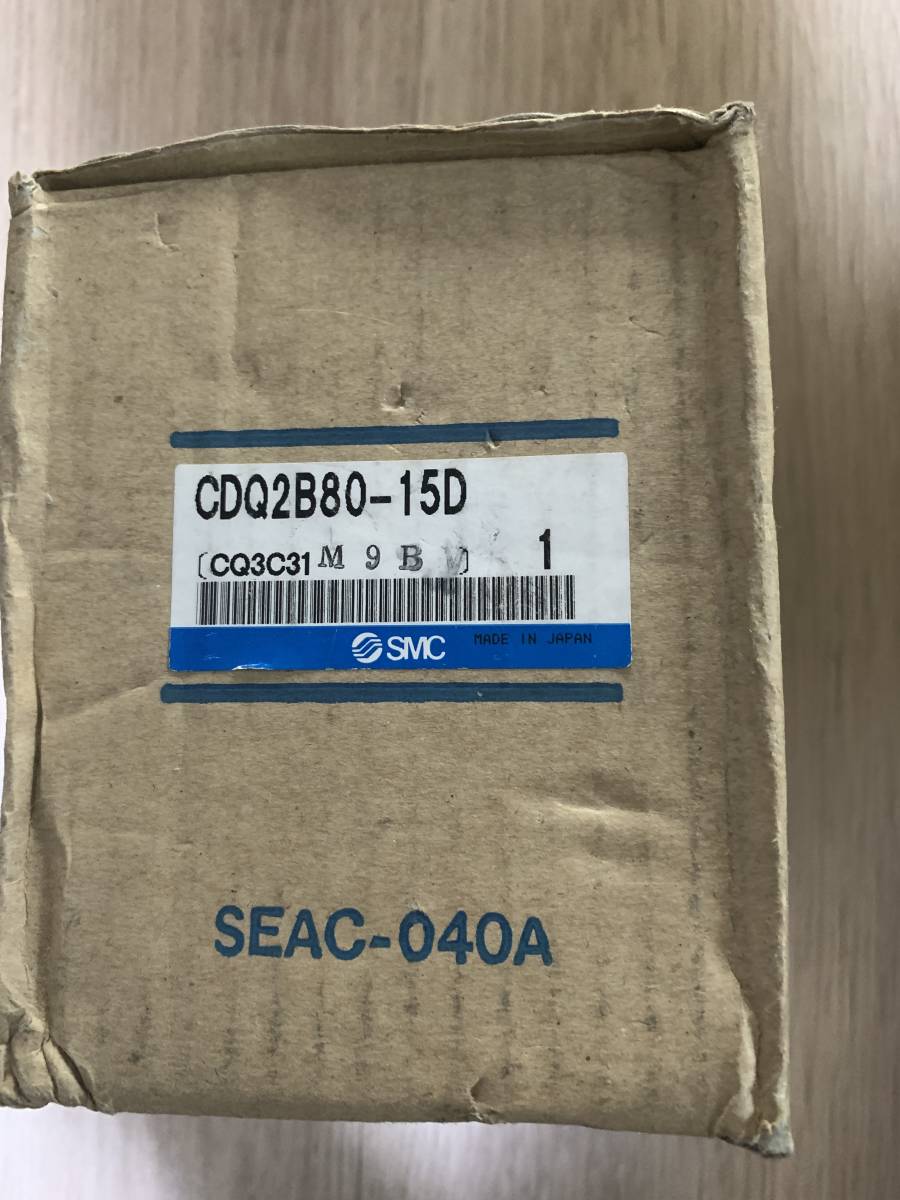 CDQ2B80-15D
[CQ3C31 M 9 B V] 1
SMC MADE IN JAPAN
SEAC-040A